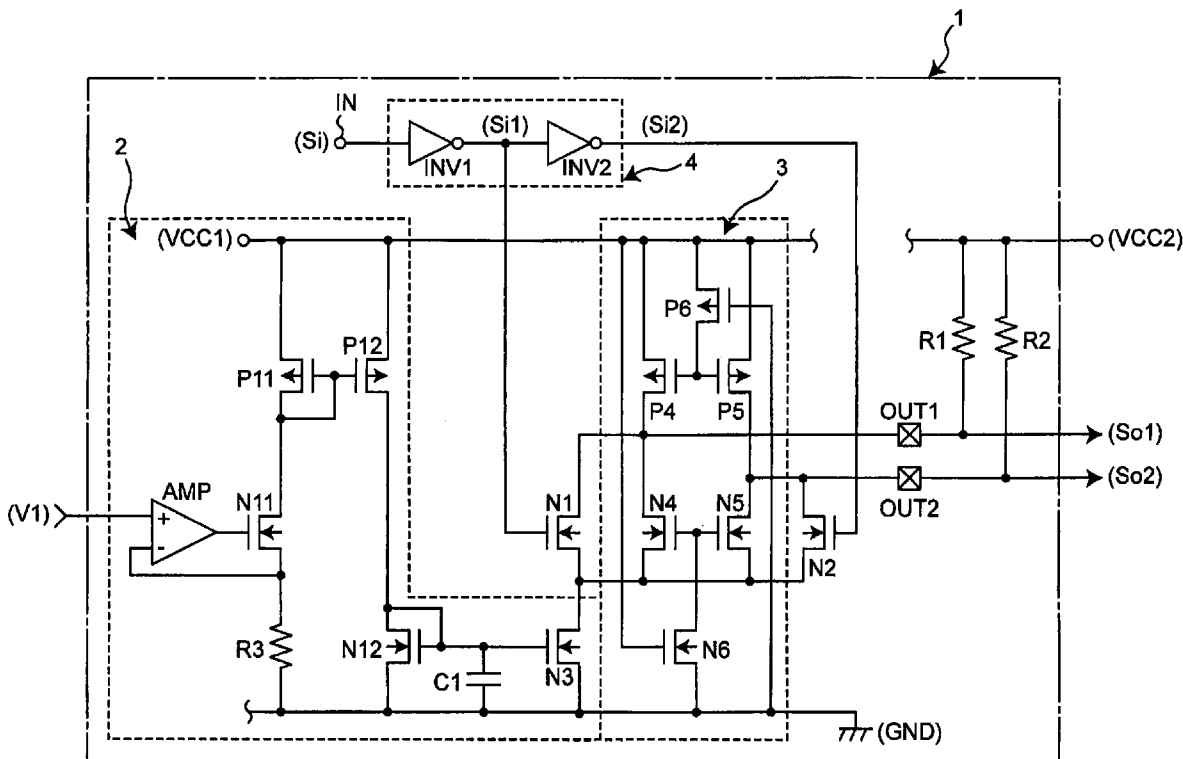 1
IN
(Si)
(Si1)
(Si2)
INV1
INV2
4
2
3
(VCC1)
(VCC2)
P6
R1
R2
P12
P11
P4
P5
OUT1
(So1)
(So2)
OUT2
AMP
N11
N1
N4
N5
(V1)
+
-
N2
R3
N12
C1
N3
N6
(GND)